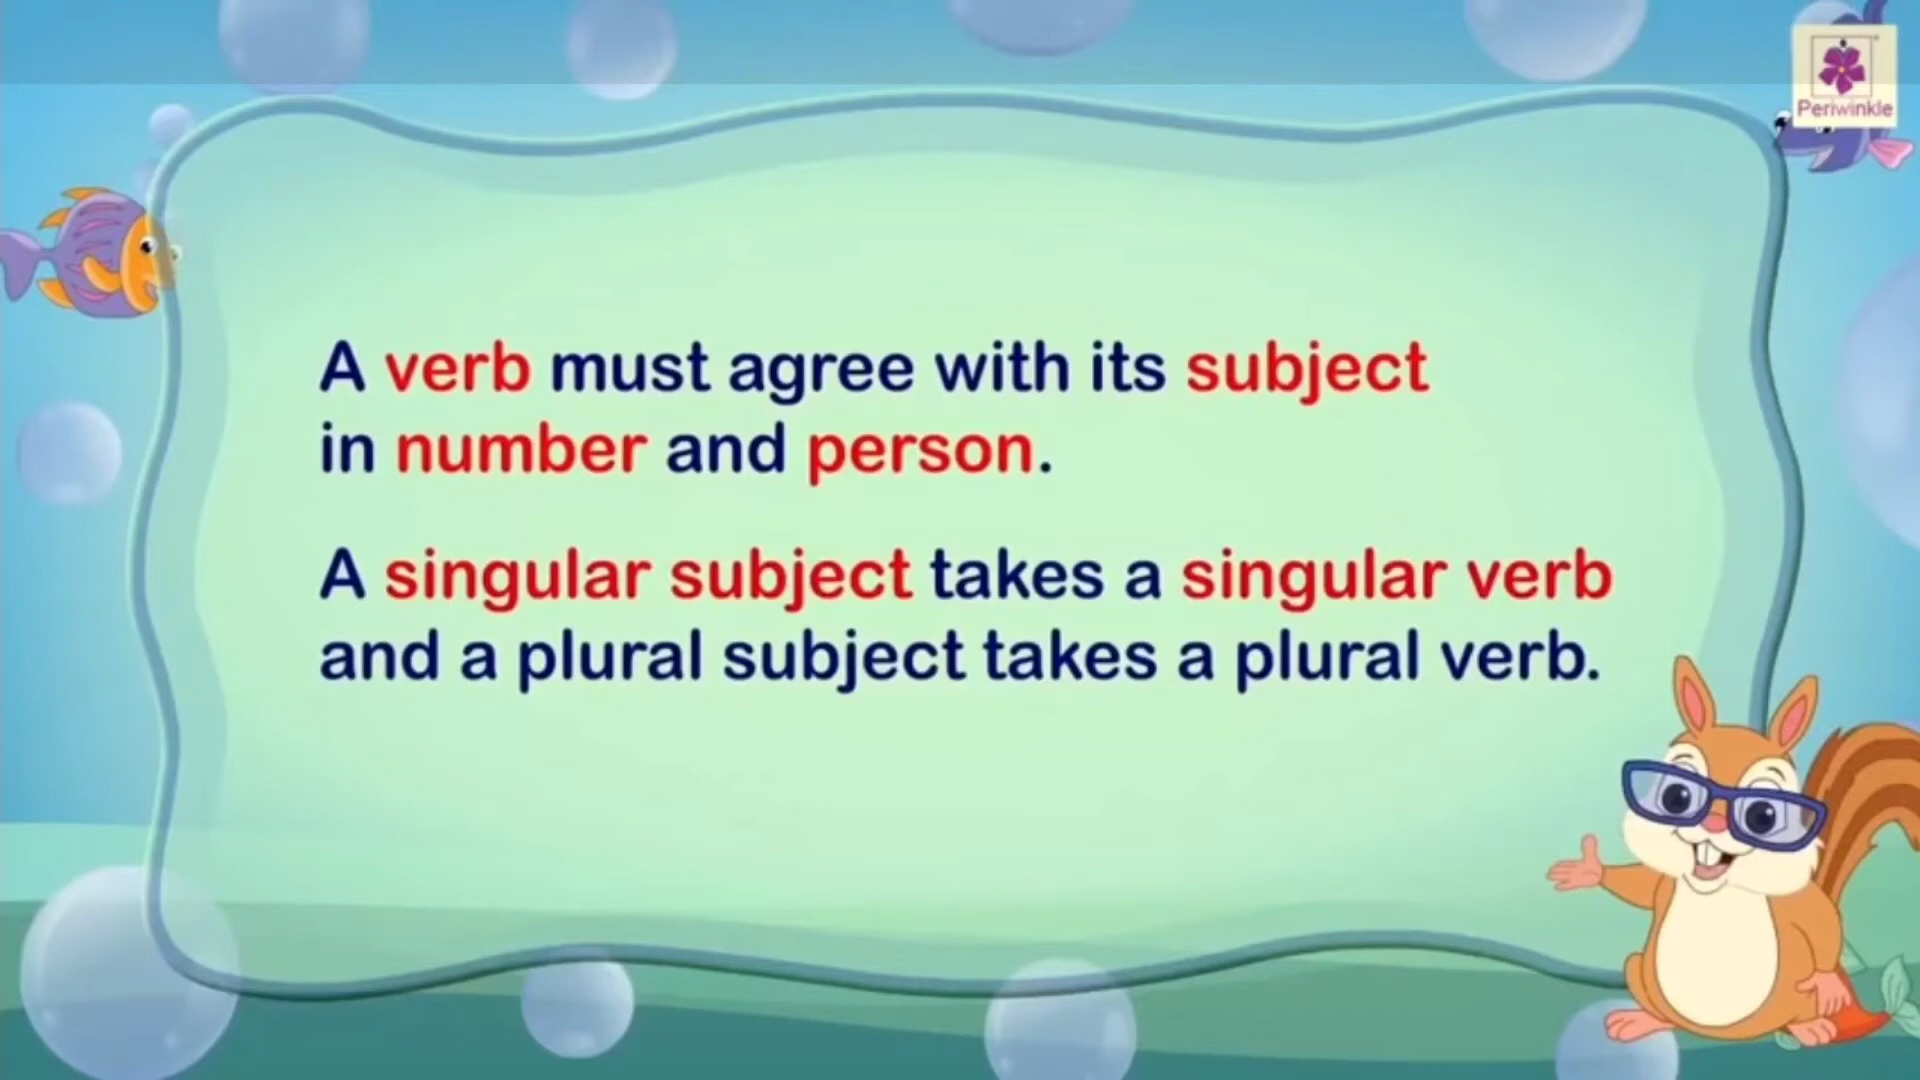 Periwinkle
A verb must agree with its subject
in number and person.
A singular subject takes a singular verb
and a plural subject takes a plural verb.